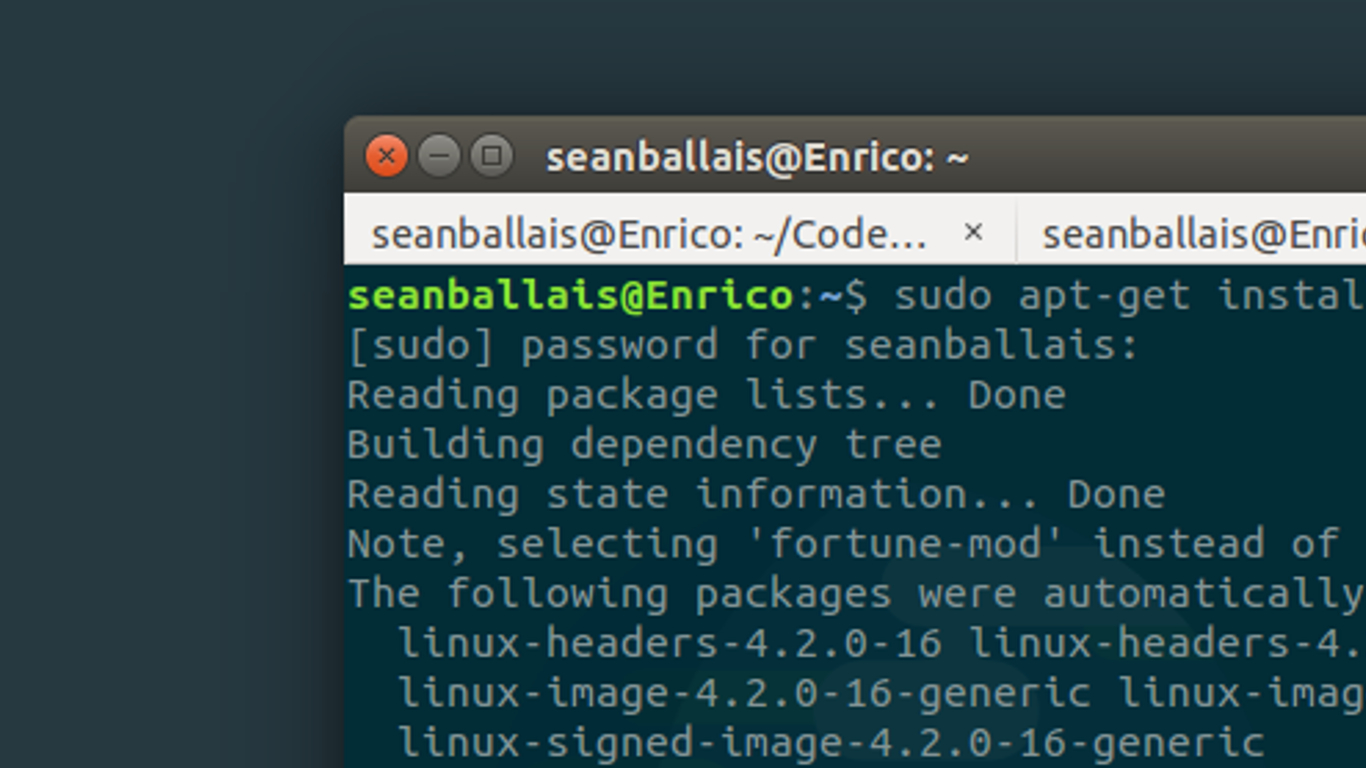 seanballais@Enrico: ~
seanballais@Enrico: ~/Code... × seanballais@Enric
seanballais@Enrico:~$ sudo apt-get instal
[sudo] password for seanballais:
Reading package lists... Done
Building dependency tree
Reading state information... Done
Note, selecting 'fortune-mod' instead of
The following packages were automatically
linux-headers-4.2.0-16 linux-headers-4.
linux-image-4.2.0-16-generic linux-imag
linux-signed-image-4.2.0-16-generic